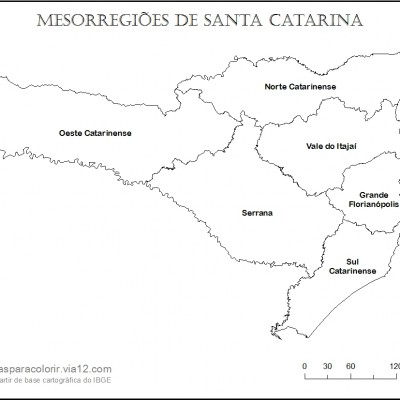 MESORREGIÕES DE SANTA CATARINA
Norte Catarinense
Oeste Catarinense
Vale do Itajaí
Grande
Florianópolis
Serrana
Sul
Catarinense
asparacolorir.via12.com
artir de base cartográfica do IBGE
0 30 60 120